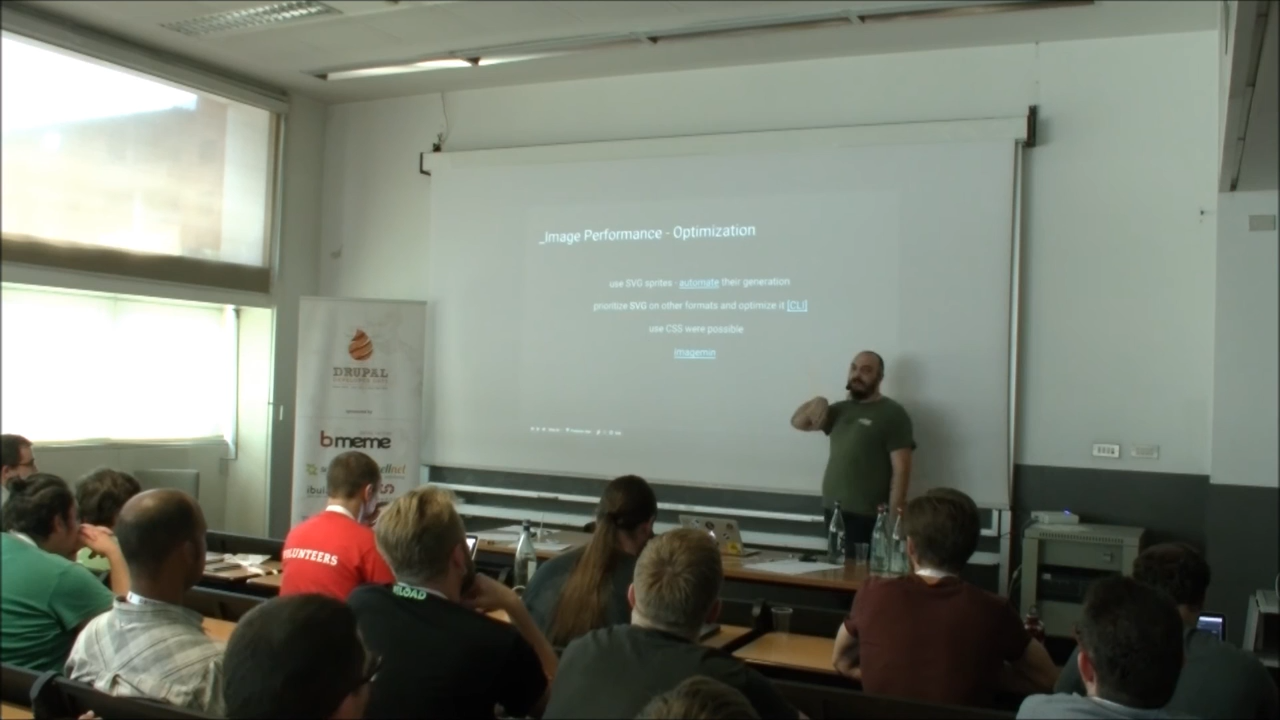 _Image Performance - Optimization
use SVG sprites - automate their generation
prioritize SVG on other formats and optimize it [CLI]
use CSS were possible
imagemin
DRUPAL
bmeme
VOLUNTEERS